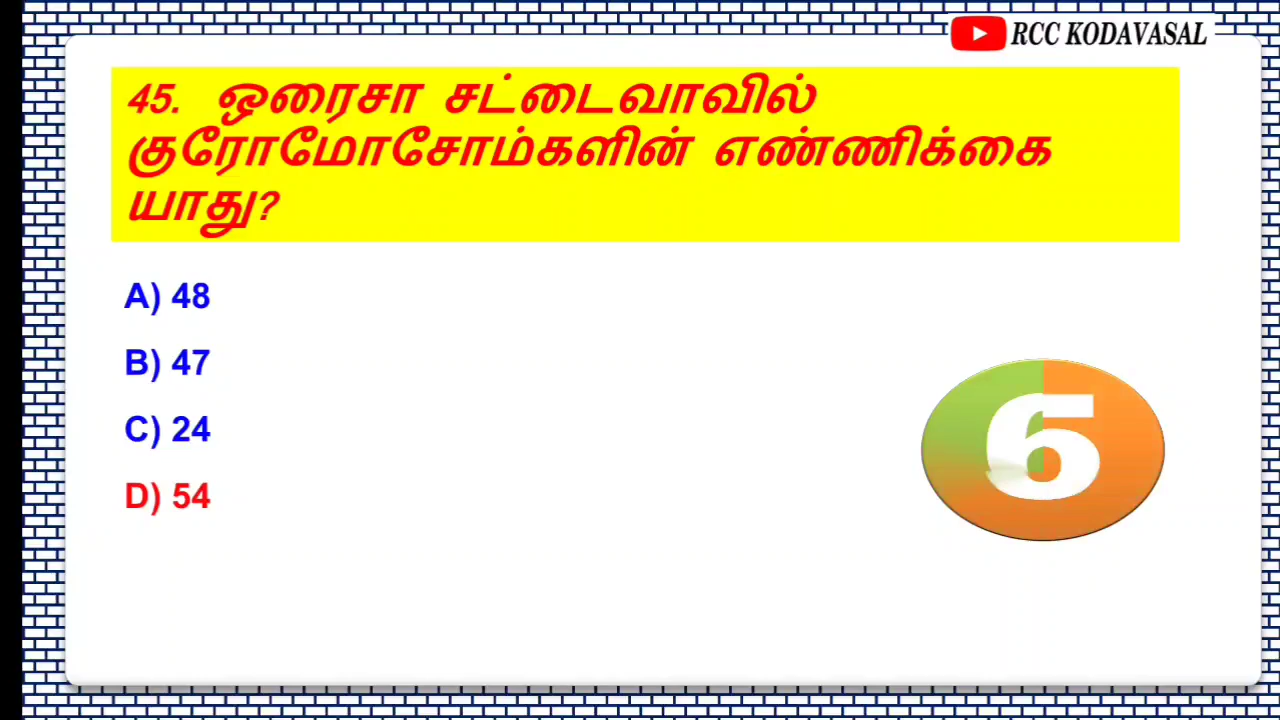 RCC KODAVASAL
45. ஒரைசா சட்டைவாவில்
குரோமோசோம்களின் எண்ணிக்கை
யாது?
A) 48
B) 47
C) 24
D) 54
6